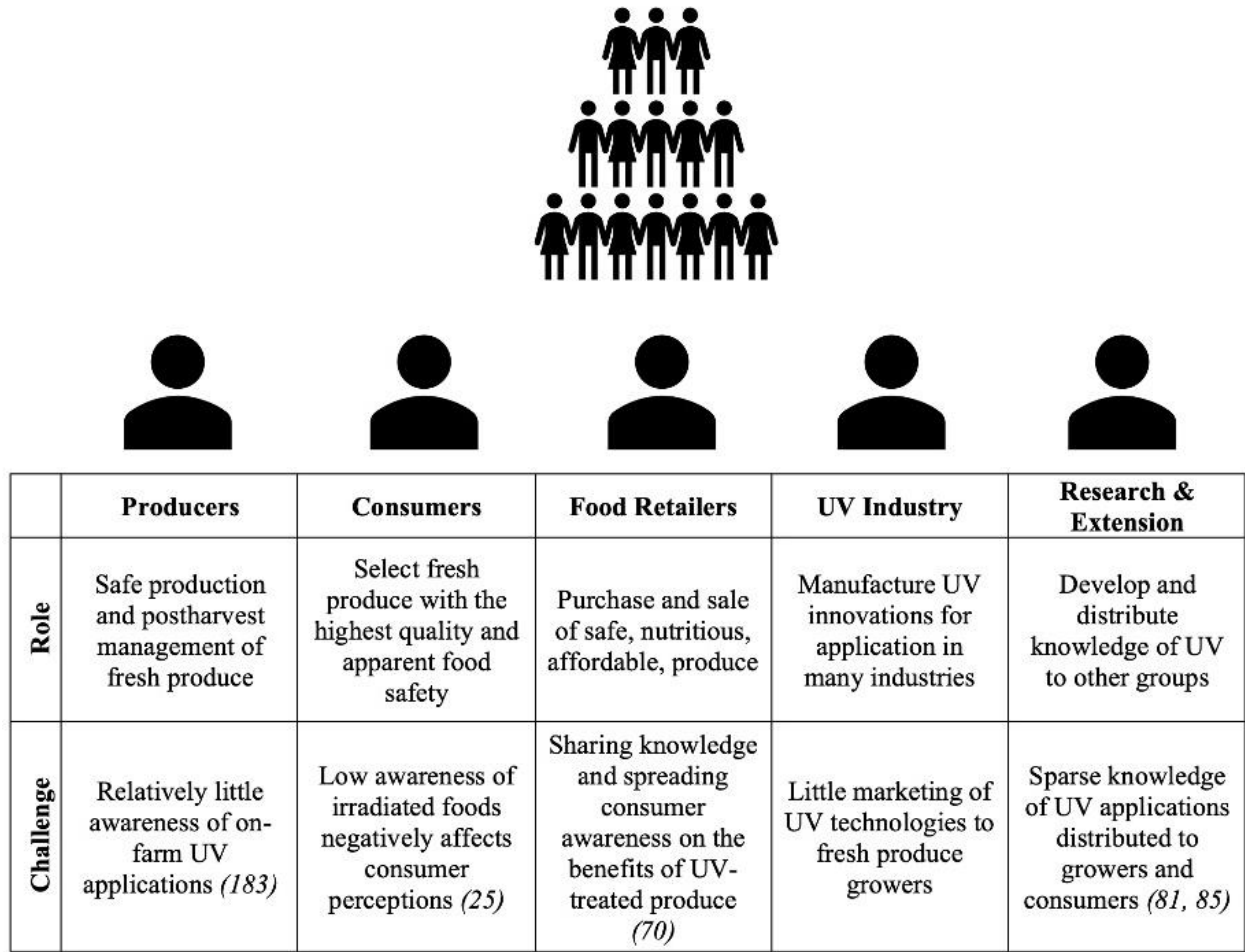 Producers
Consumers
Food Retailers
UV Industry
Research &
Extension
Role
Safe production
and postharvest
management of
fresh produce
Select fresh
produce with the
highest quality and
apparent food
safety
Purchase and sale
of safe, nutritious,
affordable, produce
Manufacture UV
innovations for
application in
many industries
Develop and
distribute
knowledge of UV
to other groups
Challenge
Relatively little
awareness of on-
farm UV
applications (183)
Low awareness of
irradiated foods
negatively affects
consumer
perceptions (25)
Sharing knowledge
and spreading
consumer
awareness on the
benefits of UV-
treated produce
(70)
Little marketing of
UV technologies to
fresh produce
growers
Sparse knowledge
of UV applications
distributed to
growers and
consumers (81, 85)